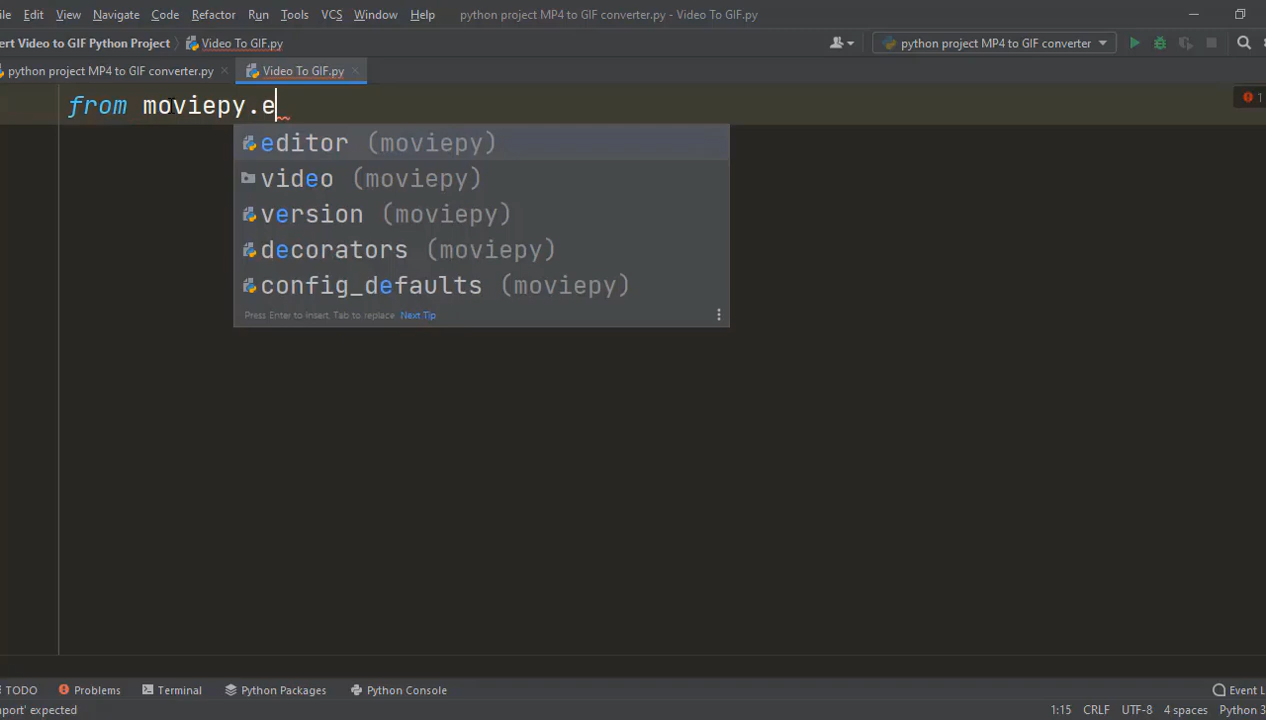 le Edit View Navigate Code Refactor Run Tools VCS Window Help python project MP4 to GIF converter.py - Video To GIF.py
ert Video to GIF Python Project Video To GIF.py python project MP4 to GIF converter
python project MP4 to GIF converter.py Video To GIF.py
from moviepy.e
1
editor (moviepy)
video (moviepy)
version (moviepy)
decorators (moviepy)
config_defaults (moviepy)
Press Enter to insert, Tab to replace Next Tip
TODO Problems Terminal Python Packages Python Console Event L
port' expected 1:15 CRLF UTF-8 4 spaces Python 3